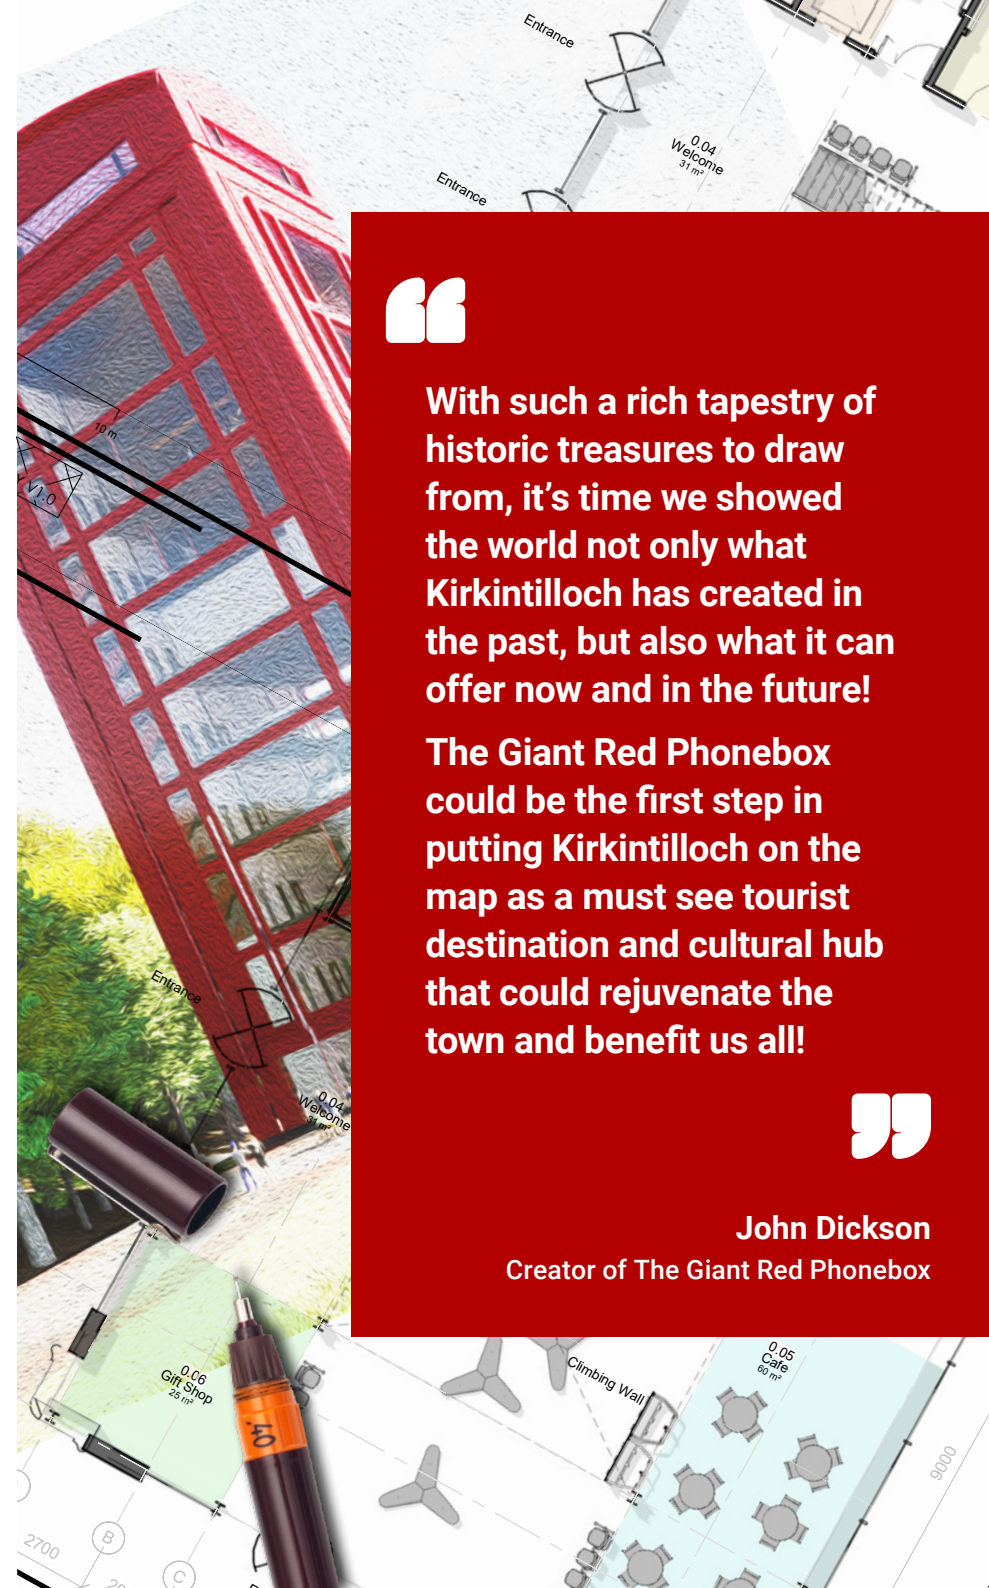 Entrance
0.04
Welcome
31 m²
Entrance
“
With such a rich tapestry of
historic treasures to draw
from, it’s time we showed
the world not only what
Kirkintilloch has created in
the past, but also what it can
offer now and in the future!
The Giant Red Phonebox
could be the first step in
putting Kirkintilloch on the
map as a must see tourist
destination and cultural hub
that could rejuvenate the
town and benefit us all!
”
John Dickson
Creator of The Giant Red Phonebox
10 m
V1.0
Entrance
0.04
Welcome
31 m²
0.06
Gift Shop
25 m²
0.40
Climbing Wall
0.05
Cafe
60 m²
9000
2700
B
C